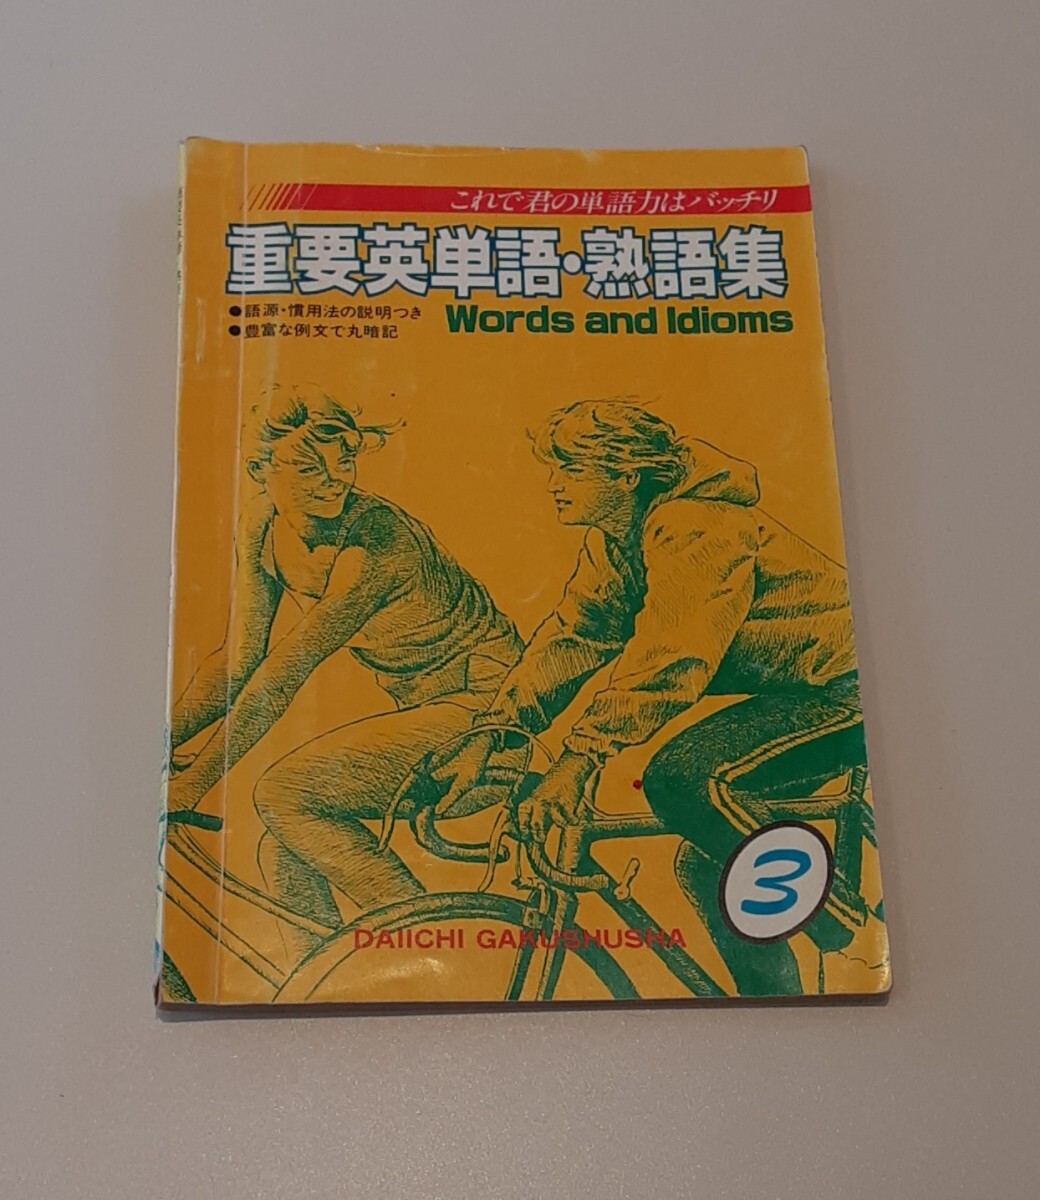 これで君の単語力はバッチリ
重要英単語・熟語集
●語源・慣用法の説明つき
●豊富な例文で丸暗記
Words and Idioms
3
DAIICHI GAKUSHUSHA